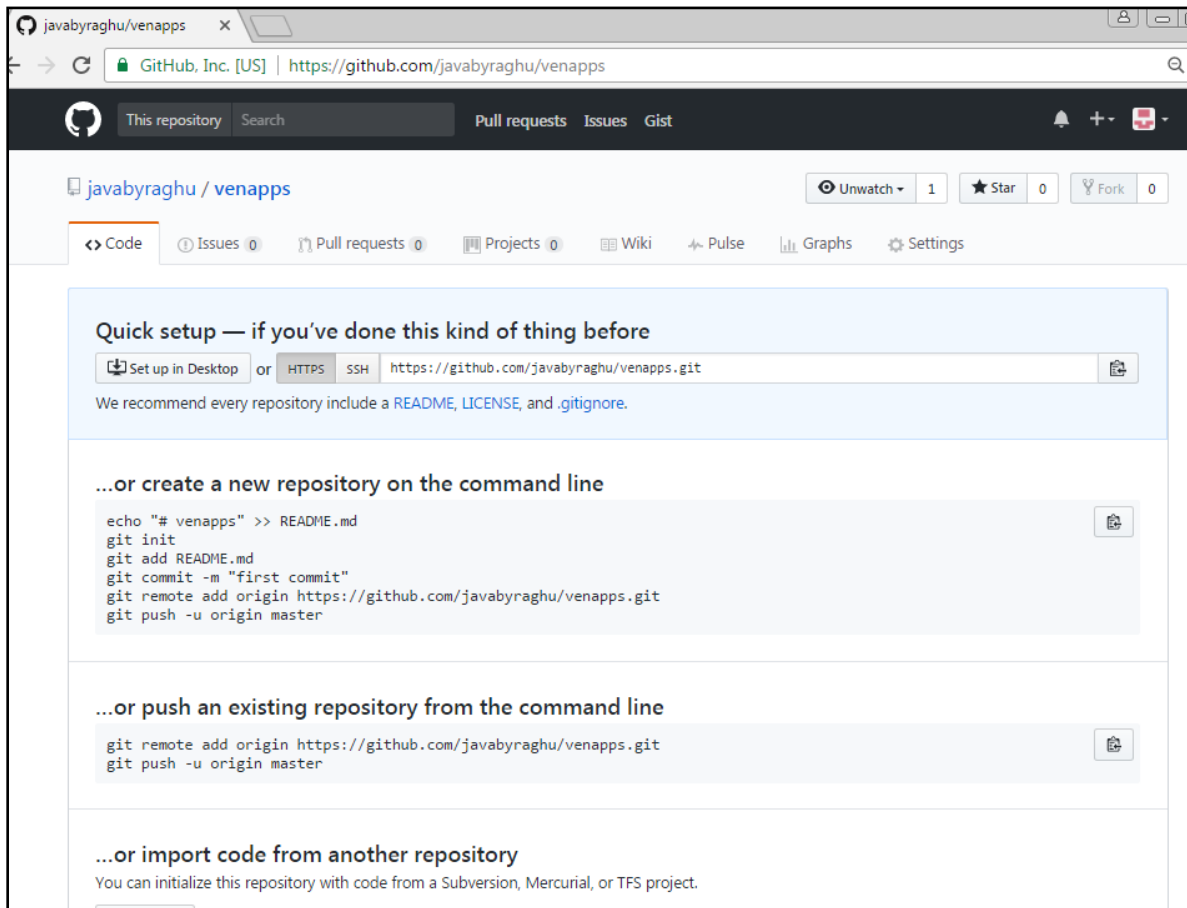 javabyraghu/venapps
GitHub, Inc. [US] | https://github.com/javabyraghu/venapps
This repository Search Pull requests Issues Gist
javabyraghu / venapps Unwatch 1 Star 0 Fork 0
Code Issues 0 Pull requests 0 Projects 0 Wiki Pulse Graphs Settings
Quick setup — if you’ve done this kind of thing before
Set up in Desktop or HTTPS SSH https://github.com/javabyraghu/venapps.git
We recommend every repository include a README, LICENSE, and .gitignore.
…or create a new repository on the command line
echo "# venapps" >> README.md
git init
git add README.md
git commit -m "first commit"
git remote add origin https://github.com/javabyraghu/venapps.git
git push -u origin master
…or push an existing repository from the command line
git remote add origin https://github.com/javabyraghu/venapps.git
git push -u origin master
…or import code from another repository
You can initialize this repository with code from a Subversion, Mercurial, or TFS project.